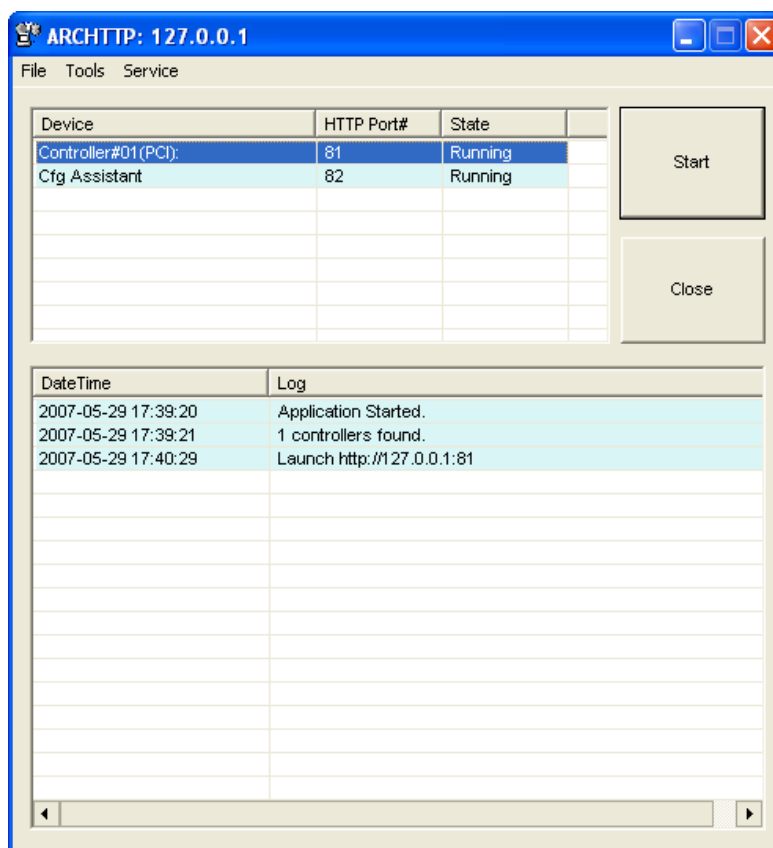 ARCHTTP: 127.0.0.1
File Tools Service
Device HTTP Port# State
Controller#01(PCI): 81 Running
Cfg Assistant 82 Running
Start
Close
DateTime Log
2007-05-29 17:39:20 Application Started.
2007-05-29 17:39:21 1 controllers found.
2007-05-29 17:40:29 Launch http://127.0.0.1:81